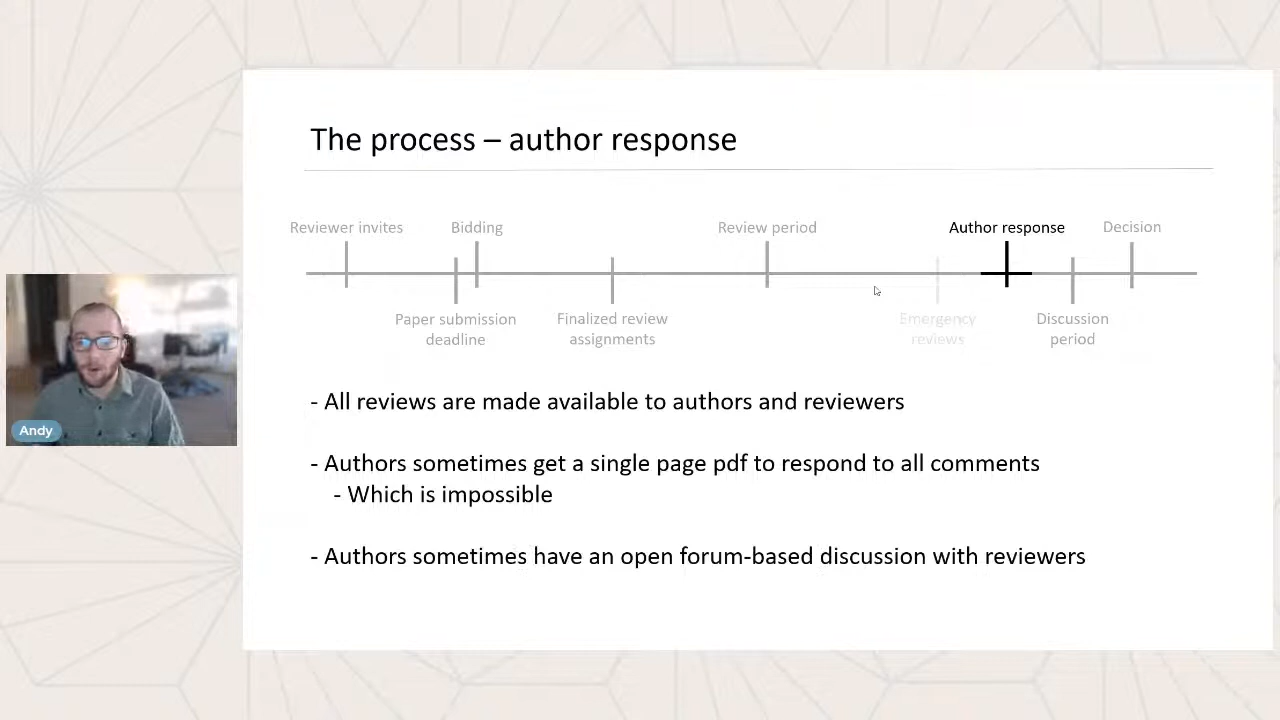 The process – author response
Reviewer invites
Bidding
Review period
Author response
Decision
Paper submission
deadline
Finalized review
assignments
Emergency
reviews
Discussion
period
- All reviews are made available to authors and reviewers
- Authors sometimes get a single page pdf to respond to all comments
- Which is impossible
- Authors sometimes have an open forum-based discussion with reviewers
Andy